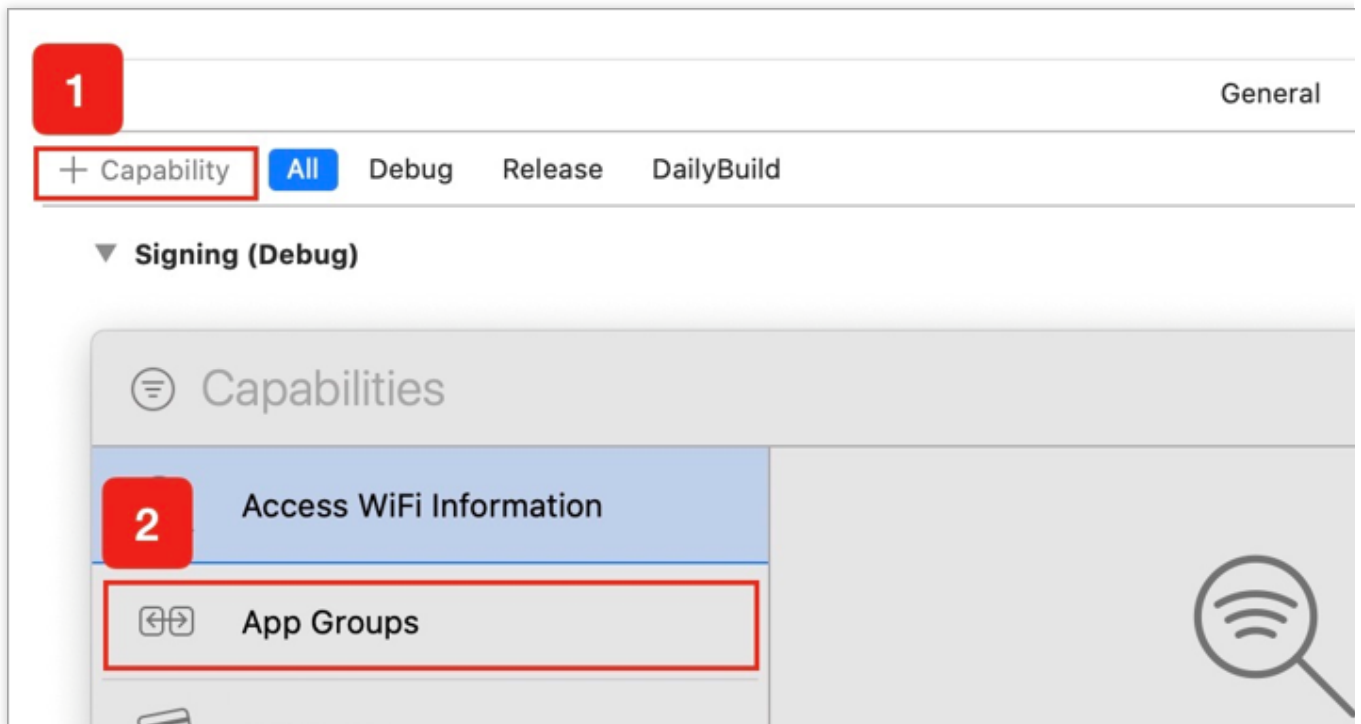 1
General
+ Capability All Debug Release DailyBuild
Signing (Debug)
Capabilities
Access WiFi Information
2
App Groups